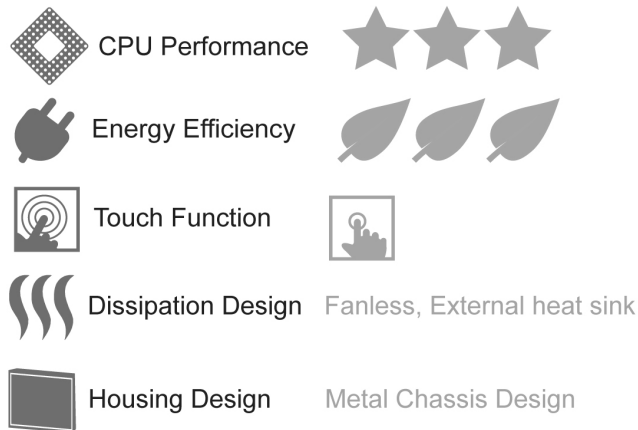 CPU Performance
Energy Efficiency
Touch Function
Dissipation Design Fanless, External heat sink
Housing Design Metal Chassis Design